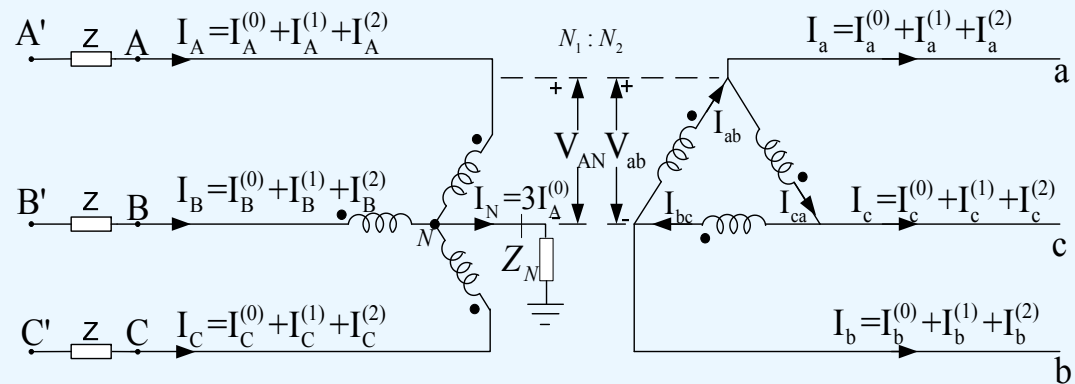 A' Z A I_A=I_A^(0)+I_A^(1)+I_A^(2) N_1 : N_2 I_a=I_a^(0)+I_a^(1)+I_a^(2) a
+ +
V_AN V_ab I_ab
B' Z B I_B=I_B^(0)+I_B^(1)+I_B^(2) N I_N=3I_A^(0) - - I_bc I_ca I_c=I_c^(0)+I_c^(1)+I_c^(2) c
Z_N
C' Z C I_C=I_C^(0)+I_C^(1)+I_C^(2) I_b=I_b^(0)+I_b^(1)+I_b^(2) b